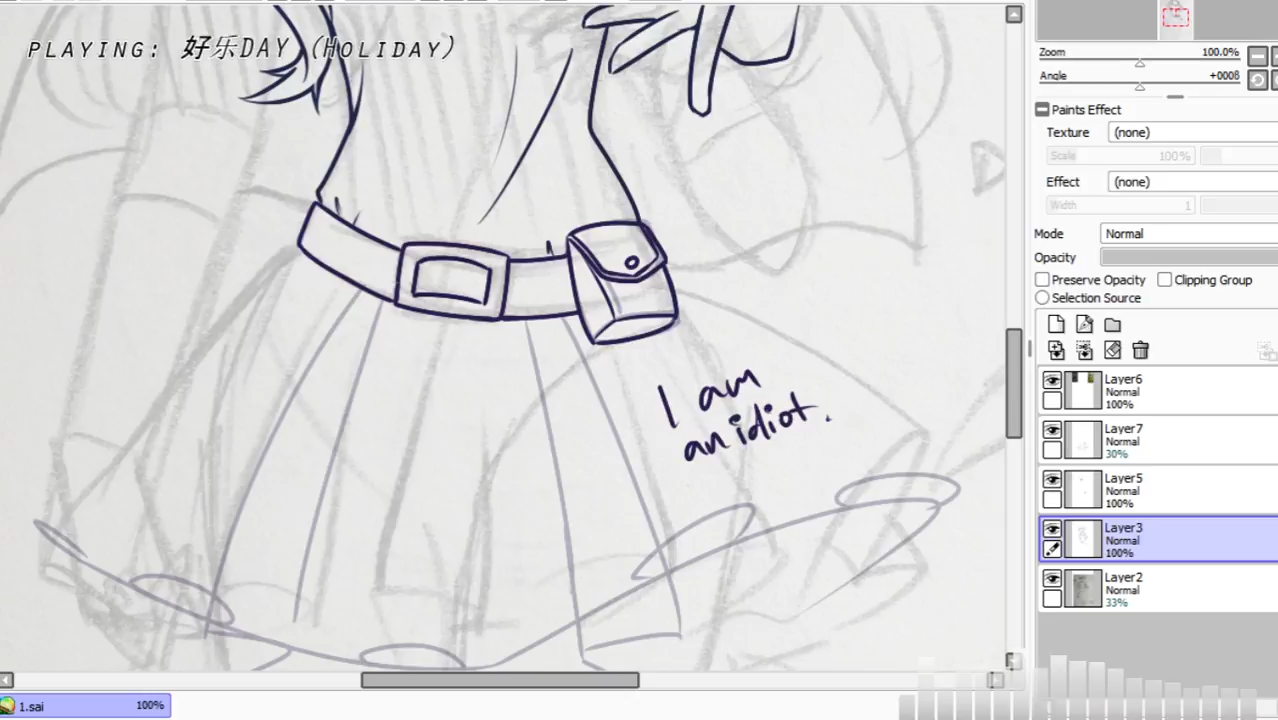 PLAYING: 好乐DAY (HOLIDAY)
Zoom 100.0%
Angle +0008
Paints Effect
Texture (none)
Scale 100%
Effect (none)
Width 1
Mode Normal
Opacity
Preserve Opacity Clipping Group
Selection Source
Layer6
Normal
100%
Layer7
Normal
30%
Layer5
Normal
100%
Layer3
Normal
100%
Layer2
Normal
33%
I am
an idiot.
1.sai 100%